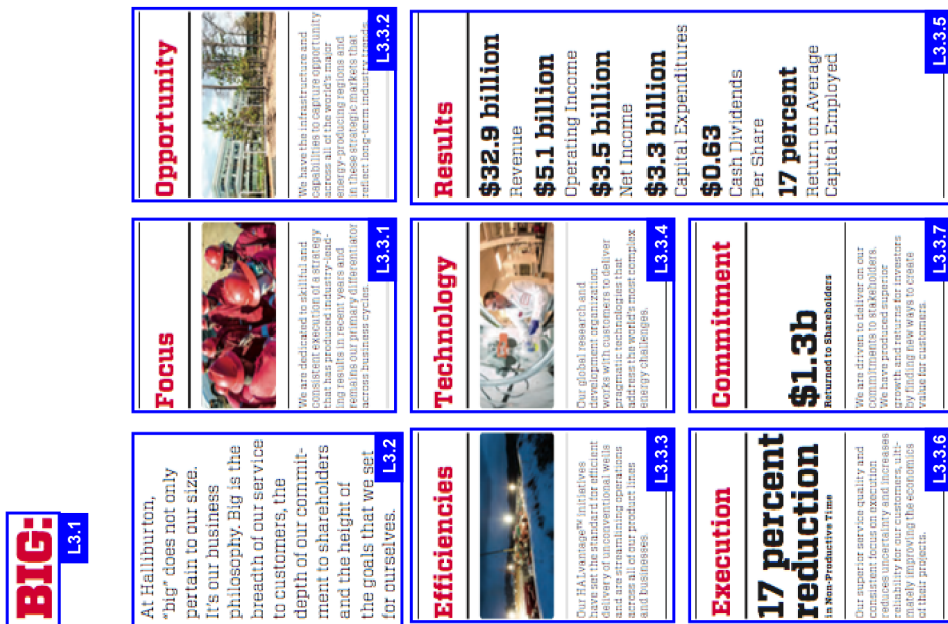 BIG:
L3.1
At Halliburton,
“big” does not only
pertain to our size.
It’s our business
philosophy. Big is the
breadth of our service
to customers, the
depth of our commit-
ment to shareholders
and the height of
the goals that we set
for ourselves.
L3.2
Focus
We are dedicated to skillful and
consistent execution of a strategy
that has produced industry-lead-
ing results in recent years and
remains our primary differentiator
across business cycles.
L3.3.1
Opportunity
We have the infrastructure and
capabilities to capture opportunity
across all of the world’s major
energy-producing regions and
in these strategic markets that
reflect long-term industry trends.
L3.3.2
Efficiencies
Our HALvantage™ initiatives
have set the standard for efficient
delivery of unconventional wells
and are streamlining operations
across all of our product lines
and businesses.
L3.3.3
Technology
Our global research and
development organization
works with customers to deliver
pragmatic technologies that
address the world’s most complex
energy challenges.
L3.3.4
Results
$32.9 billion
Revenue
$5.1 billion
Operating Income
$3.5 billion
Net Income
$3.3 billion
Capital Expenditures
$0.63
Cash Dividends
Per Share
17 percent
Return on Average
Capital Employed
L3.3.5
Execution
17 percent
reduction
in Non-Productive Time
Our superior service quality and
consistent focus on execution
reduces uncertainty and increases
reliability for our customers, ulti-
mately improving the economics
of their projects.
L3.3.6
Commitment
$1.3b
Returned to Shareholders
We are driven to deliver on our
commitments to stakeholders.
We have produced superior
growth and returns for investors
by finding new ways to create
value for customers.
L3.3.7